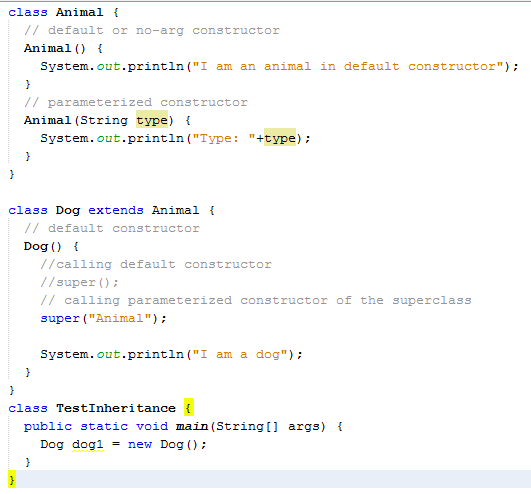 class Animal {
  // default or no-arg constructor
  Animal() {
    System.out.println("I am an animal in default constructor");
  }
  // parameterized constructor
  Animal(String type) {
    System.out.println("Type: "+type);
  }
}

class Dog extends Animal {
  // default constructor
  Dog() {
    //calling default constructor
    //super();
    // calling parameterized constructor of the superclass
    super("Animal");

    System.out.println("I am a dog");
  }
}
class TestInheritance {
  public static void main(String[] args) {
    Dog dog1 = new Dog();
  }
}